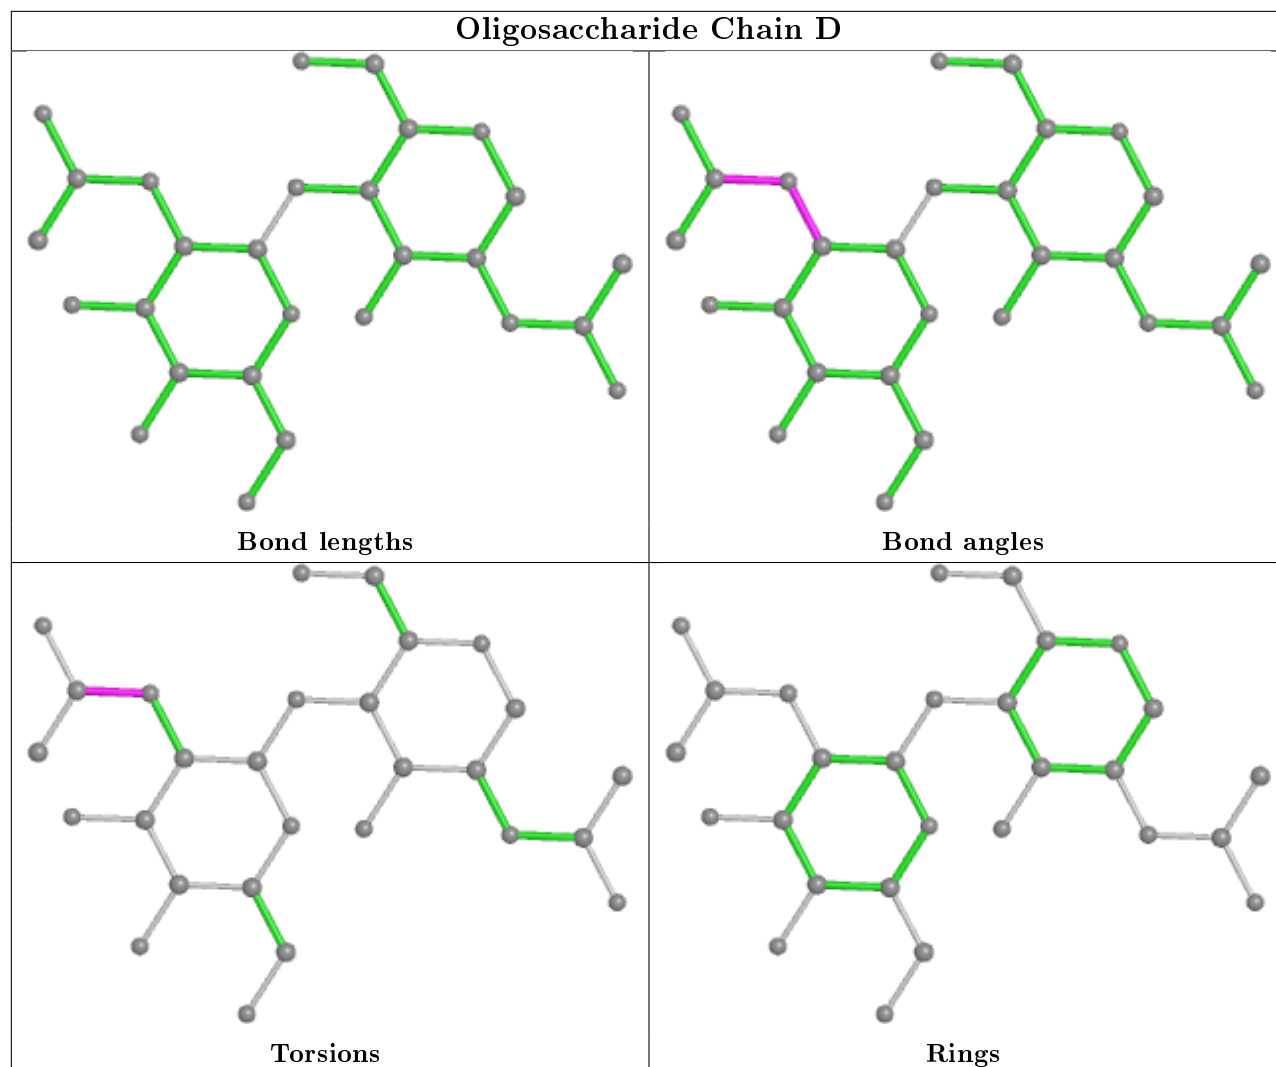 Oligosaccharide Chain D
Bond lengths
Bond angles
Torsions
Rings